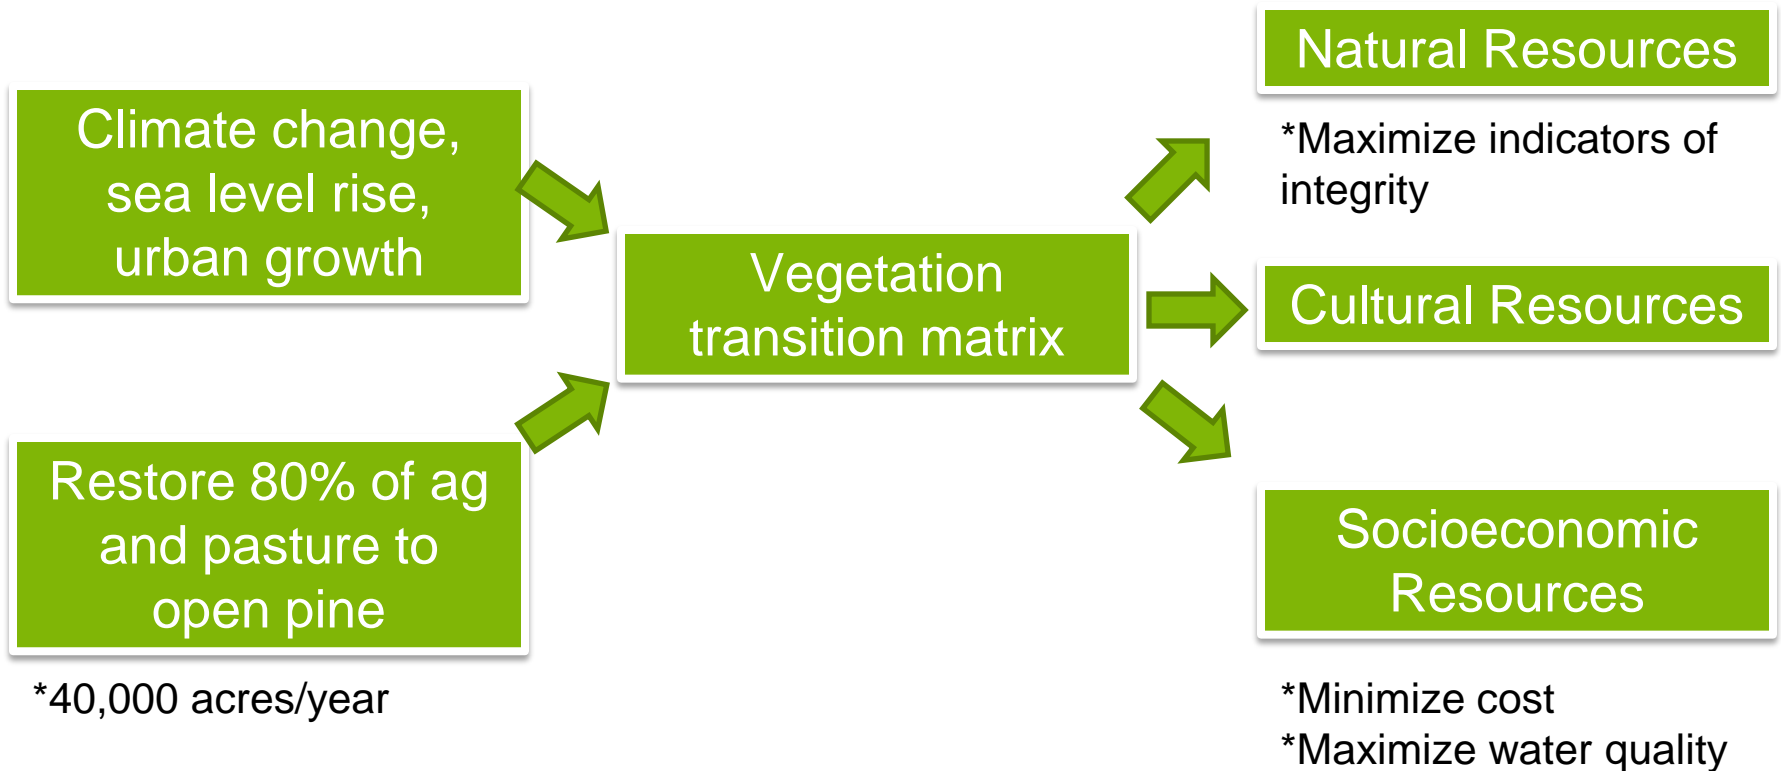 Climate change,
sea level rise,
urban growth
Restore 80% of ag
and pasture to
open pine
*40,000 acres/year
Vegetation
transition matrix
Natural Resources
*Maximize indicators of
integrity
Cultural Resources
Socioeconomic
Resources
*Minimize cost
*Maximize water quality